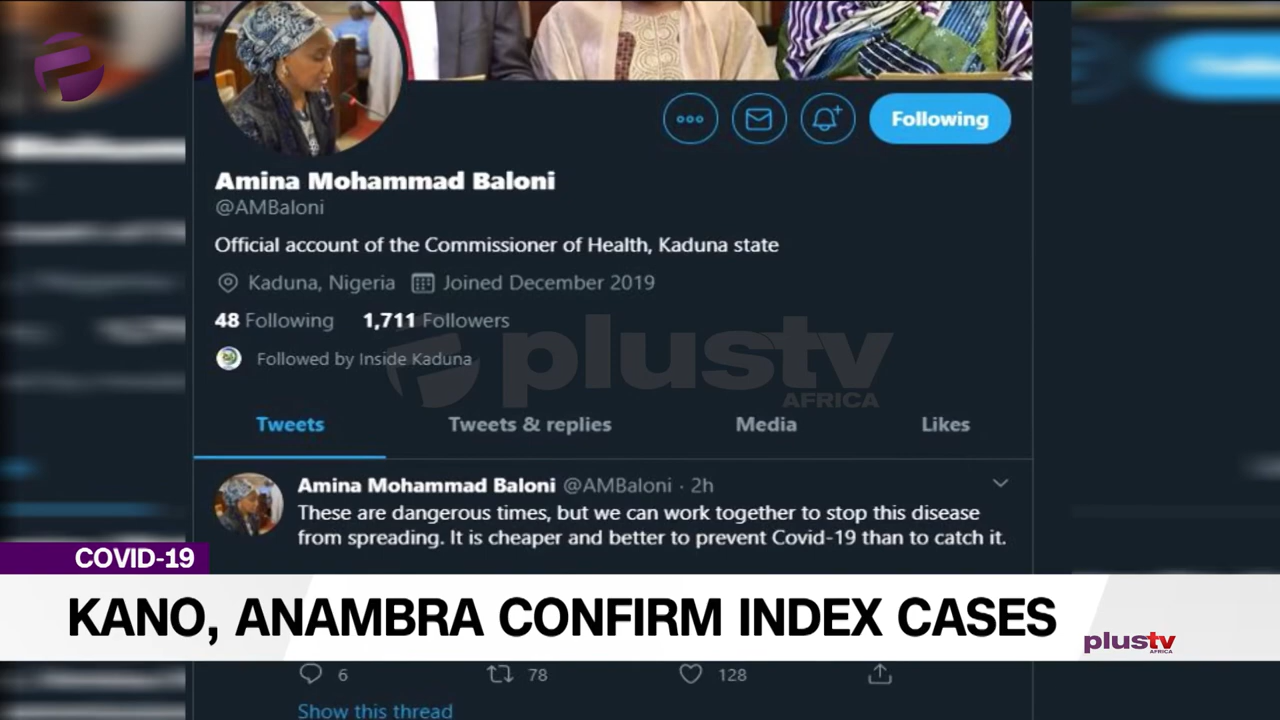 Following
Amina Mohammad Baloni
@AMBaloni
Official account of the Commissioner of Health, Kaduna state
Kaduna, Nigeria Joined December 2019
48 Following 1,711 Followers
Followed by Inside Kaduna
plustv
AFRICA
Tweets Tweets & replies Media Likes
Amina Mohammad Baloni @AMBaloni · 2h
These are dangerous times, but we can work together to stop this disease
from spreading. It is cheaper and better to prevent Covid-19 than to catch it.
COVID-19
KANO, ANAMBRA CONFIRM INDEX CASES
plustv
AFRICA
6 78 128
Show this thread